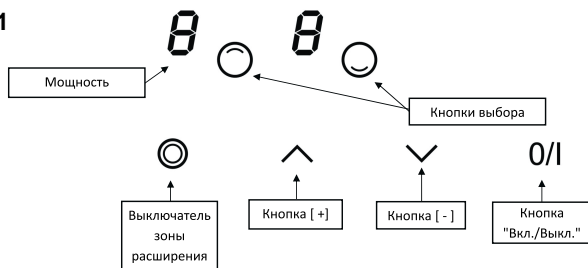 1
8 8
Мощность
Кнопки выбора
0/I
Выключатель
зоны
расширения
Кнопка [ +]
Кнопка [ - ]
Кнопка
"Вкл./Выкл."